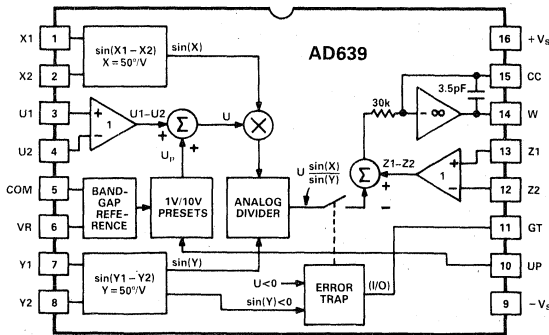 AD639
X1 1
X2 2
U1 3
U2 4
COM 5
VR 6
Y1 7
Y2 8
16 +VS
15 CC
14 W
13 Z1
12 Z2
11 GT
10 UP
9 −VS
sin(X1 − X2)
X = 50°/V
sin(X)
+
−
1
U1−U2
+
Σ
+
UP
U
×
BAND-
GAP REF-
ERENCE
1V/10V
PRESETS
ANALOG
DIVIDER
U sin(X)
sin(Y)
sin(Y1 − Y2)
Y = 50°/V
sin(Y)
U<0
sin(Y)<0
ERROR
TRAP
(I/O)
30k
3.5pF
− ∞
Σ
+
−
Z1−Z2
1
+
−